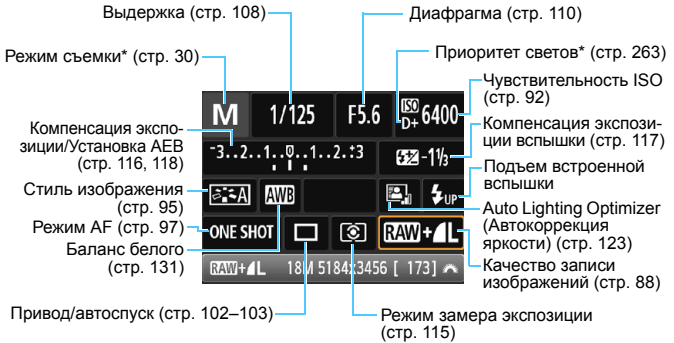 Выдержка (стр. 108)
Диафрагма (стр. 110)
Режим съемки* (стр. 30)
Приоритет светов* (стр. 263)
Чувствительность ISO
(стр. 92)
Компенсация экспо-
зиции/Установка AEB
(стр. 116, 118)
Компенсация экспози-
ции вспышки (стр. 117)
Стиль изображения
(стр. 95)
Подъем встроенной
вспышки
Режим AF (стр. 97)
Auto Lighting Optimizer
(Автокоррекция
яркости) (стр. 123)
Баланс белого
(стр. 131)
Качество записи
изображений (стр. 88)
Привод/автоспуск (стр. 102–103)
Режим замера экспозиции
(стр. 115)
M 1/125 F5.6 ISO D+ 6400
-3..2..1..0..1..2.:3 -1⅓
A AWB UP
ONE SHOT RAW+L
RAW+L 18M 5184x3456 [ 173]